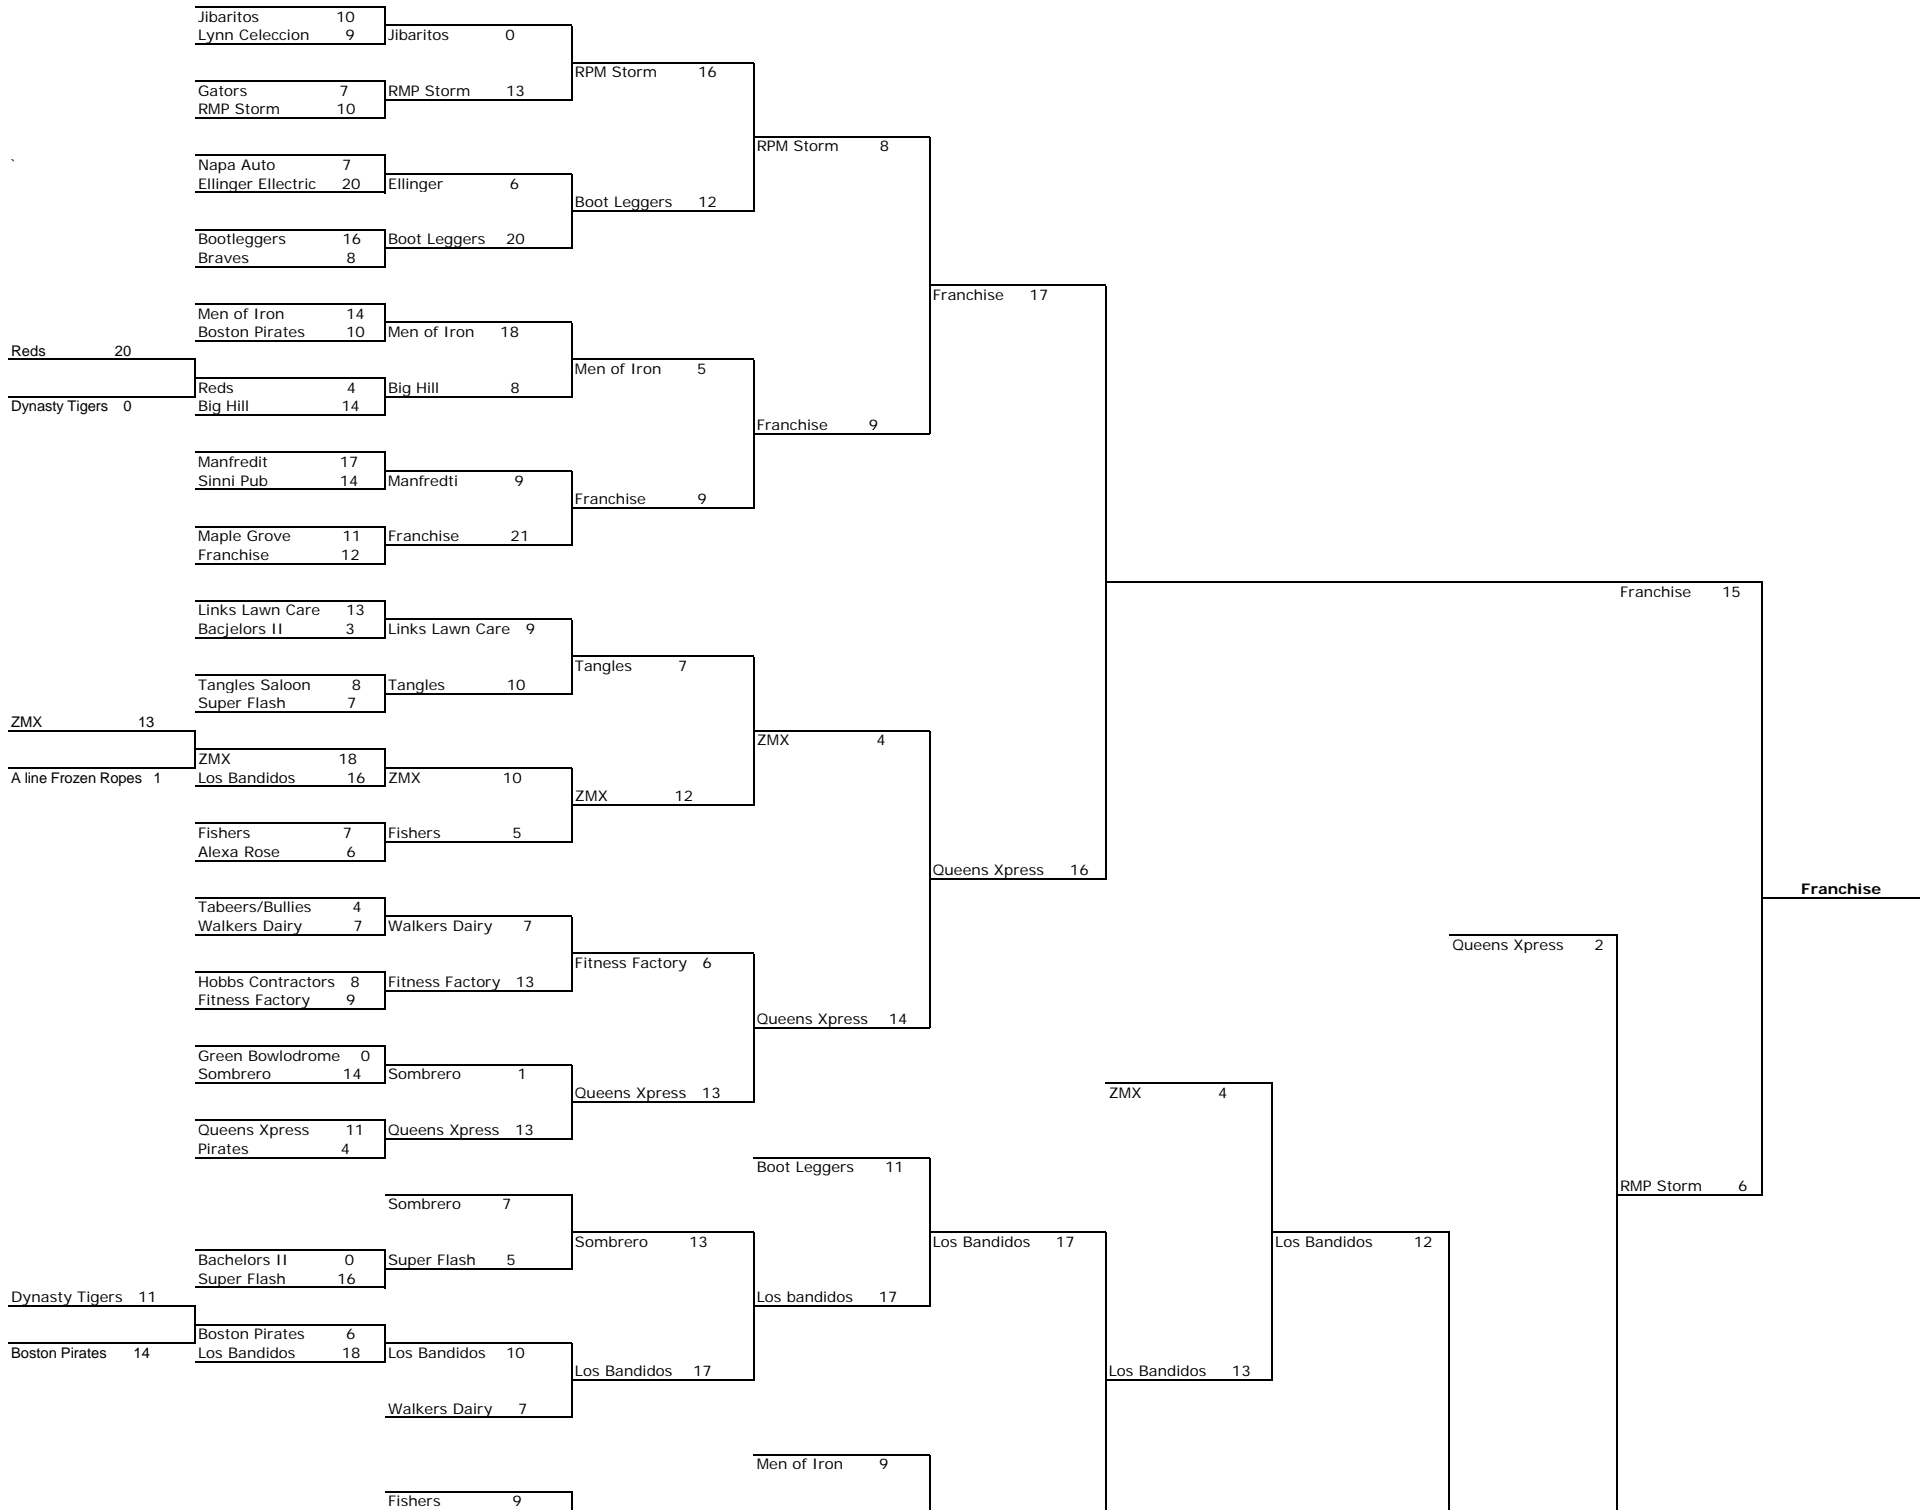 Jibaritos 10
Lynn Celeccion 9
Jibaritos 0
RPM Storm 16
Gators 7
RMP Storm 13
RMP Storm 10
RPM Storm 8
`
Napa Auto 7
Ellinger Ellectric 20
Ellinger 6
Boot Leggers 12
Bootleggers 16
Boot Leggers 20
Braves 8
Franchise 17
Men of Iron 14
Boston Pirates 10
Men of Iron 18
Reds 20
Men of Iron 5
Reds 4
Big Hill 8
Dynasty Tigers 0
Big Hill 14
Franchise 9
Manfredit 17
Sinni Pub 14
Manfredti 9
Franchise 9
Maple Grove 11
Franchise 21
Franchise 12
Franchise 15
Links Lawn Care 13
Bacjelors II 3
Links Lawn Care 9
Tangles 7
Tangles Saloon 8
Tangles 10
Super Flash 7
ZMX 13
ZMX 4
ZMX 18
A line Frozen Ropes 1
Los Bandidos 16
ZMX 10
ZMX 12
Fishers 7
Fishers 5
Alexa Rose 6
Queens Xpress 16
Franchise
Tabeers/Bullies 4
Walkers Dairy 7
Walkers Dairy 7
Queens Xpress 2
Fitness Factory 6
Hobbs Contractors 8
Fitness Factory 13
Fitness Factory 9
Queens Xpress 14
Green Bowlodrome 0
Sombrero 14
Sombrero 1
Queens Xpress 13
ZMX 4
Queens Xpress 11
Queens Xpress 13
Pirates 4
Boot Leggers 11
RMP Storm 6
Sombrero 7
Sombrero 13
Los Bandidos 17
Los Bandidos 12
Bachelors II 0
Super Flash 5
Super Flash 16
Dynasty Tigers 11
Los bandidos 17
Boston Pirates 6
Boston Pirates 14
Los Bandidos 18
Los Bandidos 10
Los Bandidos 17
Los Bandidos 13
Walkers Dairy 7
Men of Iron 9
Fishers 9